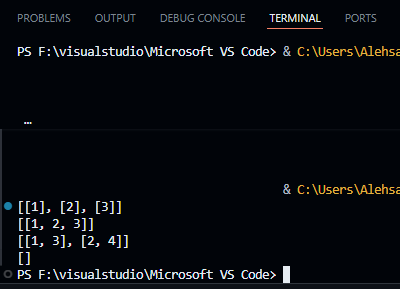 PROBLEMS OUTPUT DEBUG CONSOLE TERMINAL PORTS
PS F:\visualstudio\Microsoft VS Code> & C:\Users\Alehsa
...
& C:\Users\Alehsa
[[1], [2], [3]]
[[1, 2, 3]]
[[1, 3], [2, 4]]
[]
PS F:\visualstudio\Microsoft VS Code>